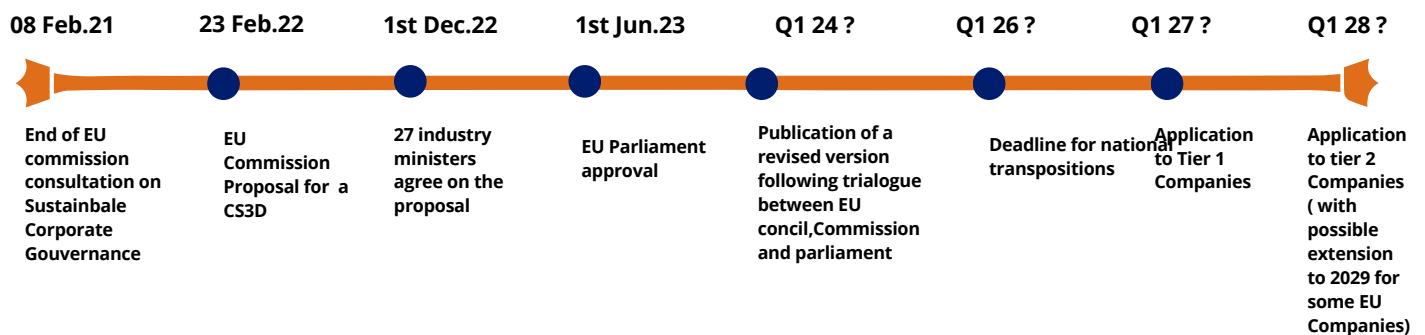 08 Feb.21
23 Feb.22
1st Dec.22
1st Jun.23
Q1 24 ?
Q1 26 ?
Q1 27 ?
Q1 28 ?
End of EU
commission
consultation on
Sustainbale
Corporate
Gouvernance
EU
Commission
Proposal for a
CS3D
27 industry
ministers
agree on the
proposal
EU Parliament
approval
Publication of a
revised version
following trialogue
between EU
concil,Commission
and parliament
Deadline for national
transpositions
Application
to Tier 1
Companies
Application
to tier 2
Companies
( with
possible
extension
to 2029 for
some EU
Companies)